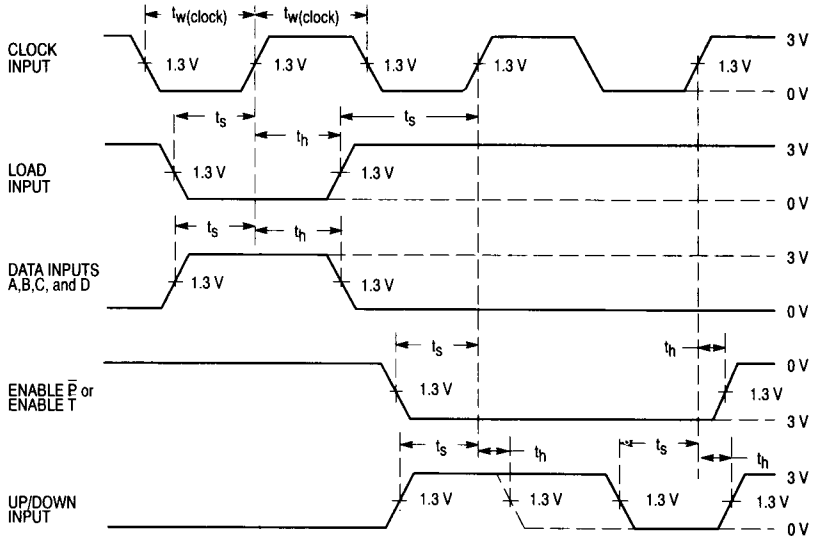 tw(clock) tw(clock)
CLOCK
INPUT
1.3 V 1.3 V 1.3 V 1.3 V 1.3 V
3 V
0 V
ts th ts
LOAD
INPUT
1.3 V 1.3 V
3 V
0 V
ts th
DATA INPUTS
A,B,C, and D
1.3 V 1.3 V
3 V
0 V
ts th
ENABLE P̅ or
ENABLE T̅
1.3 V 1.3 V
0 V
3 V
ts th ts th
UP/DOWN
INPUT
1.3 V 1.3 V 1.3 V 1.3 V
3 V
0 V